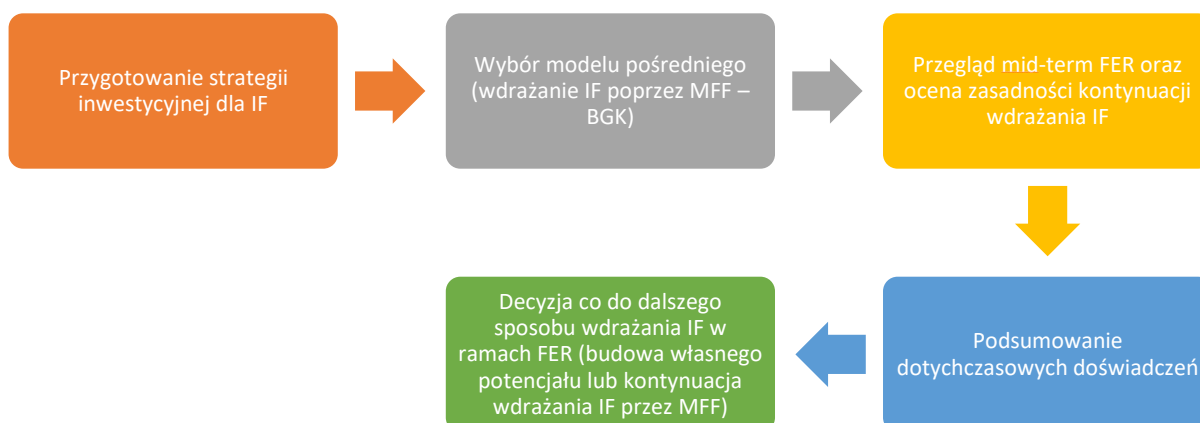 Przygotowanie strategii
inwestycyjnej dla IF
Wybór modelu pośredniego
(wdrażanie IF poprzez MFF –
BGK)
Przegląd mid-term FER oraz
ocena zasadności kontynuacji
wdrażania IF
Podsumowanie
dotychczasowych doświadczeń
Decyzja co do dalszego
sposobu wdrażania IF w
ramach FER (budowa własnego
potencjału lub kontynuacja
wdrażania IF przez MFF)